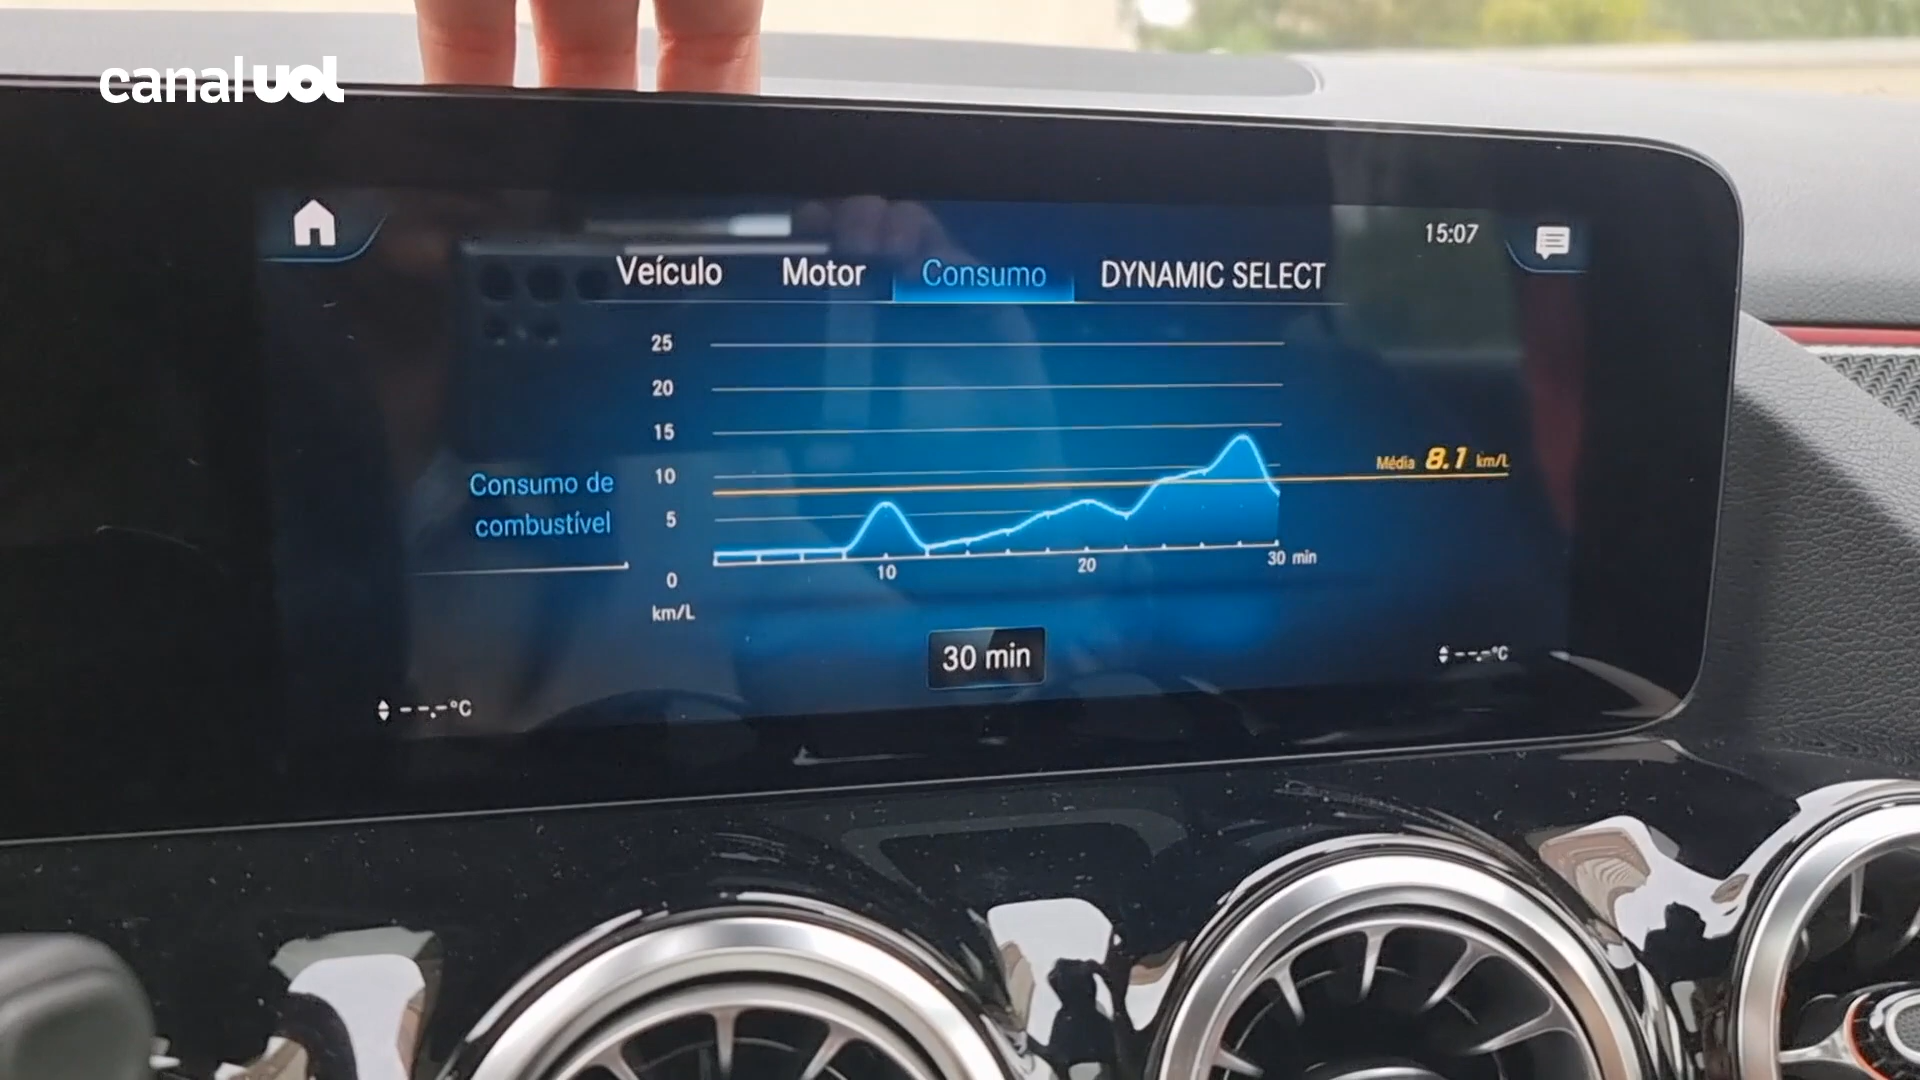 canal uol
15:07
Veículo Motor Consumo DYNAMIC SELECT
25
20
15
10
5
0
km/L
Consumo de
combustível
Média 8.1 km/L
10 20 30 min
30 min
--.-°C
--.-°C